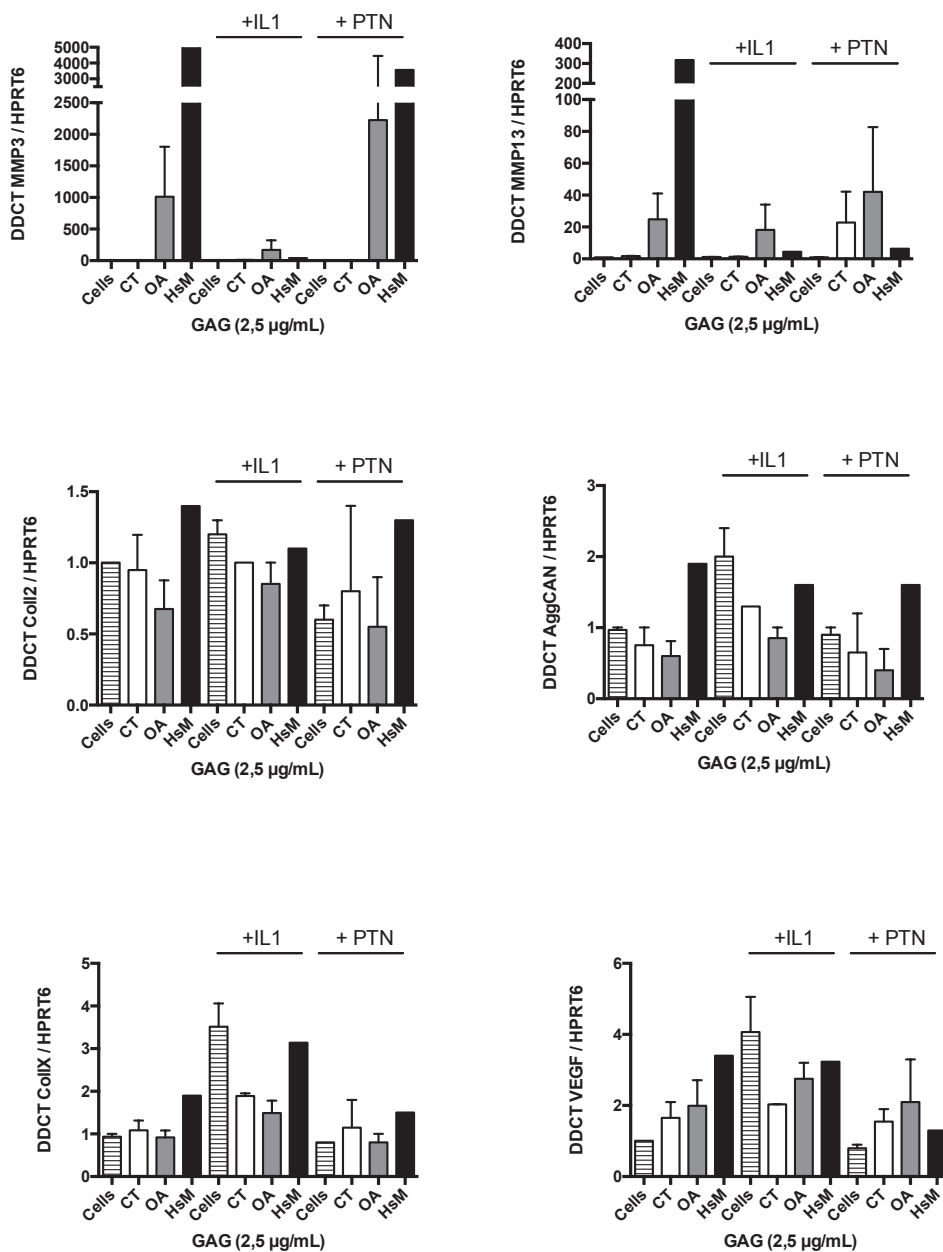 +IL1
+ PTN
DDCT MMP3 / HPRT6
5000
4000
3000
2500
2000
1500
1000
500
0
Cells
CT
OA
HsM
Cells
CT
OA
HsM
Cells
CT
OA
HsM
GAG (2,5 µg/mL)
+IL1
+ PTN
DDCT MMP13 / HPRT6
400
300
200
100
80
60
40
20
0
Cells
CT
OA
HsM
Cells
CT
OA
HsM
Cells
CT
OA
HsM
GAG (2,5 µg/mL)
+IL1
+ PTN
DDCT Coll2 / HPRT6
1.5
1.0
0.5
0.0
Cells
CT
OA
HsM
Cells
CT
OA
HsM
Cells
CT
OA
HsM
GAG (2,5 µg/mL)
+IL1
+ PTN
DDCT AggCAN / HPRT6
3
2
1
0
Cells
CT
OA
HsM
Cells
CT
OA
HsM
Cells
CT
OA
HsM
GAG (2,5 µg/mL)
+IL1
+ PTN
DDCT CollX / HPRT6
5
4
3
2
1
0
Cells
CT
OA
HsM
Cells
CT
OA
HsM
Cells
CT
OA
HsM
GAG (2,5 µg/mL)
+IL1
+ PTN
DDCT VEGF / HPRT6
6
4
2
0
Cells
CT
OA
HsM
Cells
CT
OA
HsM
Cells
CT
OA
HsM
GAG (2,5 µg/mL)